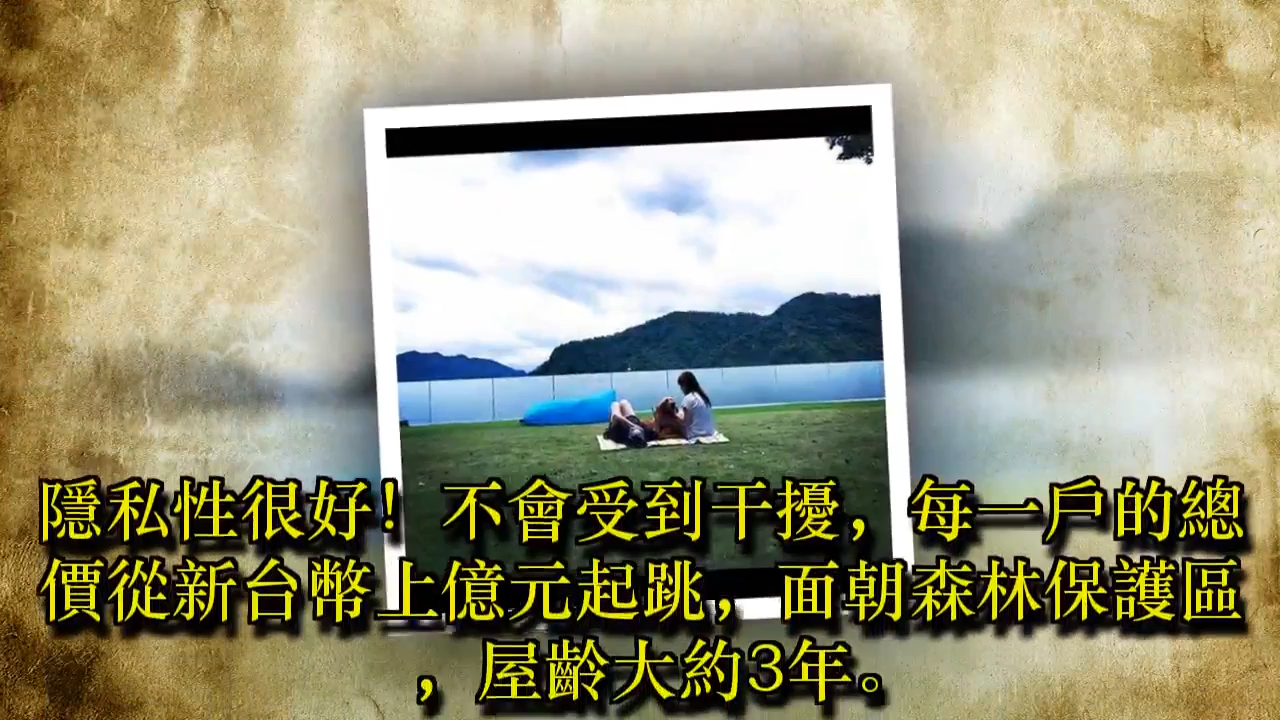 隱私性很好！不會受到干擾，每一戶的總
價從新台幣上億元起跳，面朝森林保護區
，屋齡大約3年。